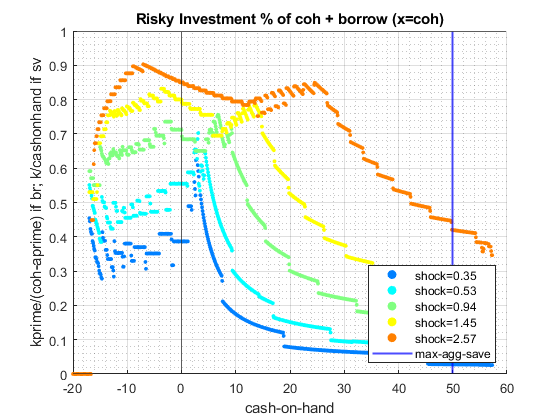 Risky Investment % of coh + borrow (x=coh)
kprime/(coh-aprime) if br; k/cashonhand if sv
1
0.9
0.8
0.7
0.6
0.5
0.4
0.3
0.2
0.1
0
-20
-10
0
10
20
30
40
50
60
cash-on-hand
shock=0.35
shock=0.53
shock=0.94
shock=1.45
shock=2.57
max-agg-save